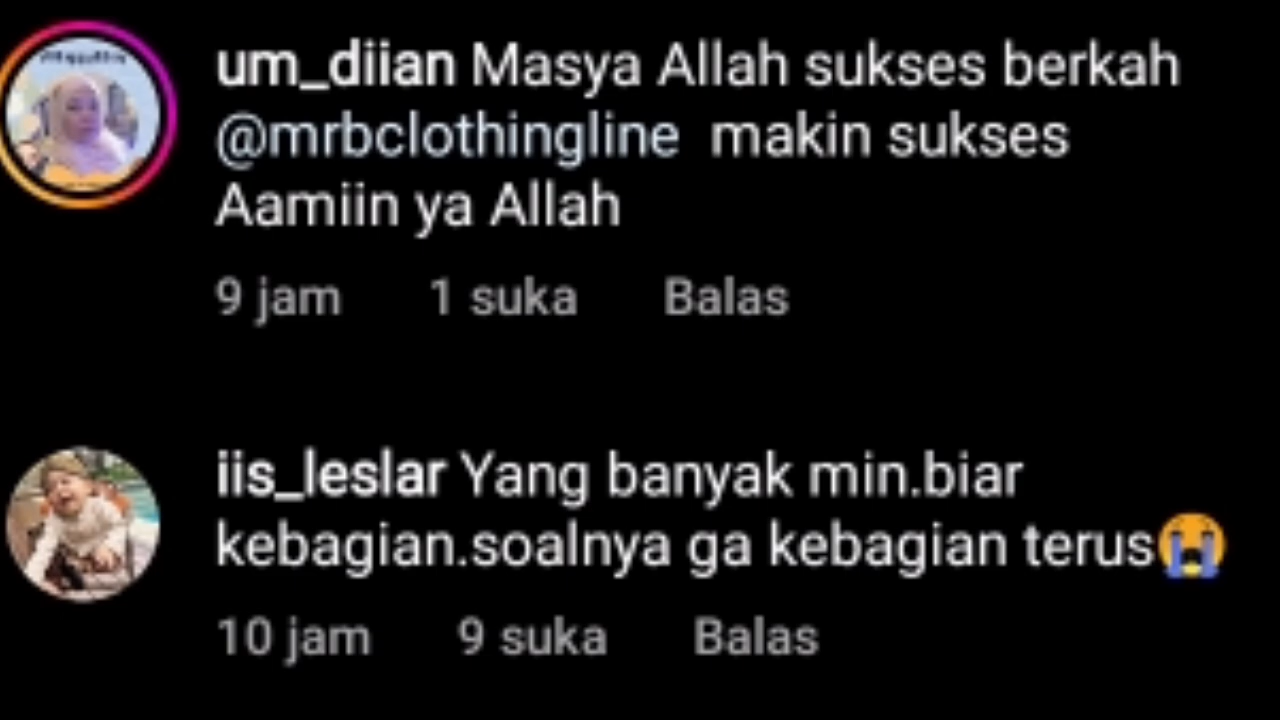 um_diian Masya Allah sukses berkah
@mrbclothingline makin sukses
Aamiin ya Allah
9 jam 1 suka Balas
iis_leslar Yang banyak min.biar
kebagian.soalnya ga kebagian terus😭
10 jam 9 suka Balas